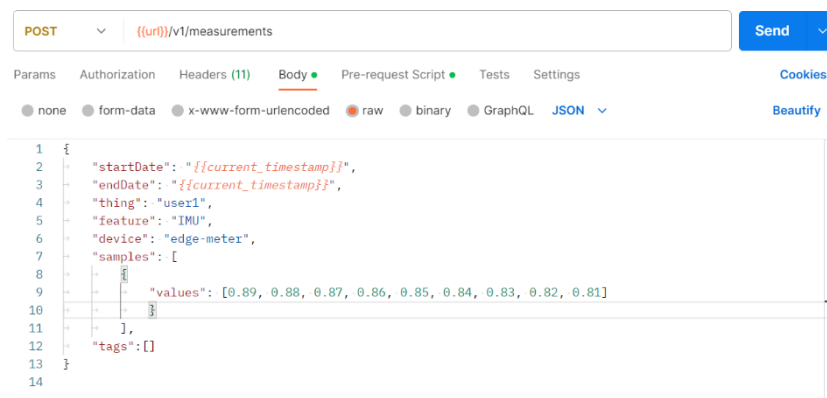 POST {{url}}/v1/measurements Send
Params Authorization Headers (11) Body Pre-request Script Tests Settings Cookies
none form-data x-www-form-urlencoded raw binary GraphQL JSON Beautify
1 {
2 "startDate": "{{current_timestamp}}",
3 "endDate": "{{current_timestamp}}",
4 "thing": "user1",
5 "feature": "IMU",
6 "device": "edge-meter",
7 "samples": [
8 {
9 "values": [0.89, 0.88, 0.87, 0.86, 0.85, 0.84, 0.83, 0.82, 0.81]
10 }
11 ],
12 "tags":[]
13 }
14